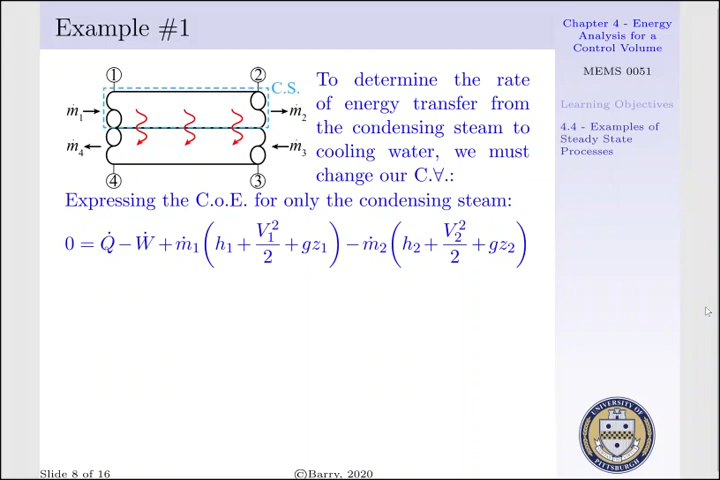 Example #1
Chapter 4 - Energy
Analysis for a
Control Volume
MEMS 0051
Learning Objectives
4.4 - Examples of
Steady State
Processes
① ②
C.S.
ṁ1 ṁ2
ṁ4 ṁ3
④ ③
To determine the rate
of energy transfer from
the condensing steam to
cooling water, we must
change our C.∀.:
Expressing the C.o.E. for only the condensing steam:
0 = Q̇ − Ẇ + ṁ1(h1 + V1²/2 + gz1) − ṁ2(h2 + V2²/2 + gz2)
UNIVERSITY OF
PITTSBURGH
Slide 8 of 16
©Barry, 2020